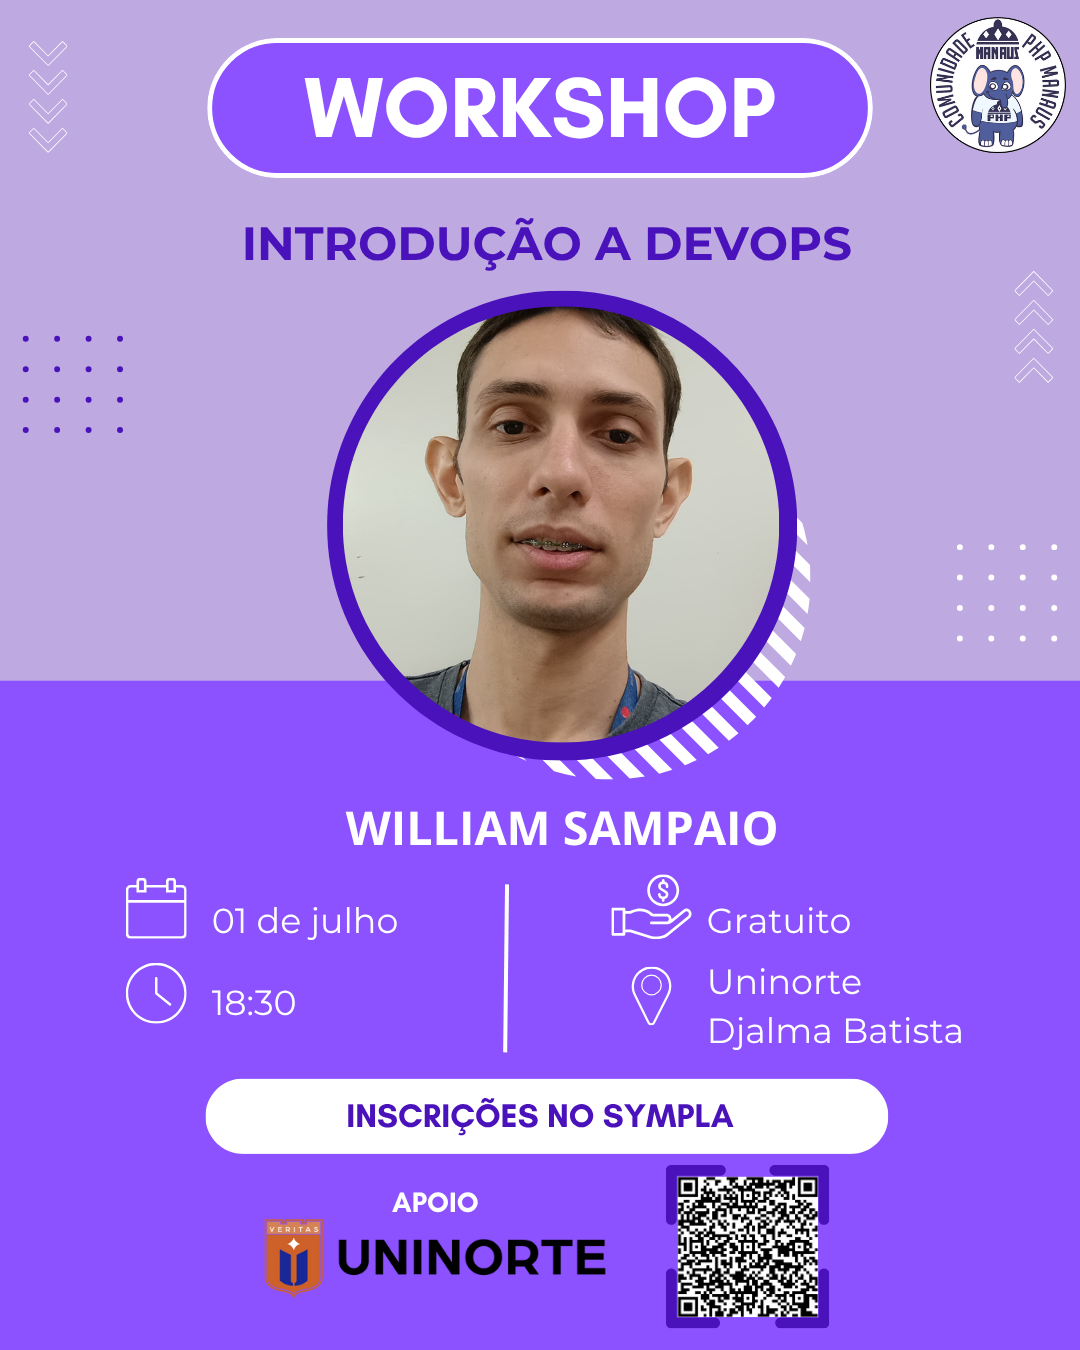 WORKSHOP
COMUNIDADE PHP MANAUS
MANAUS
PHP
INTRODUÇÃO A DEVOPS
WILLIAM SAMPAIO
01 de julho
18:30
Gratuito
Uninorte
Djalma Batista
INSCRIÇÕES NO SYMPLA
APOIO
VERITAS
UNINORTE